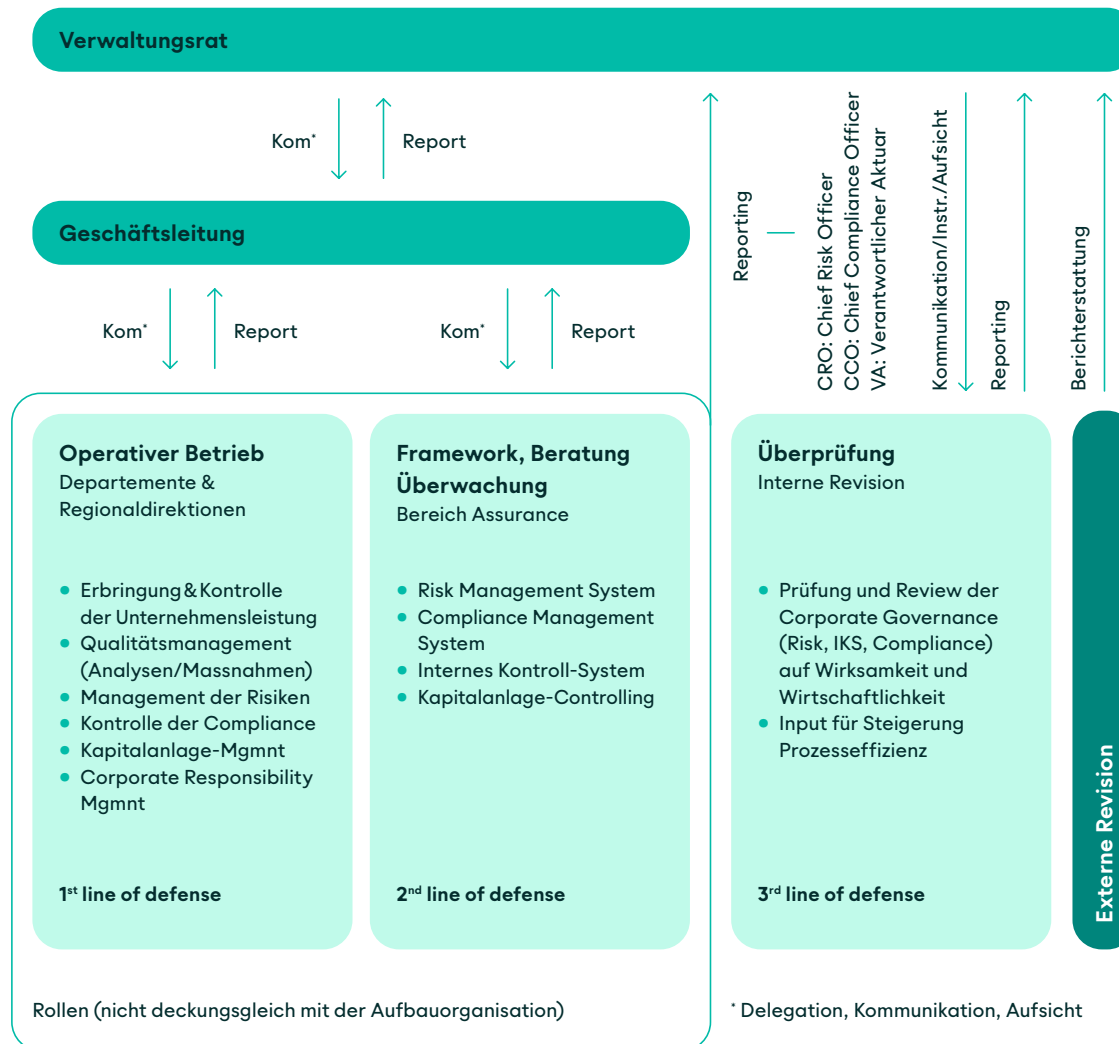 Verwaltungsrat
Kom*
Report
Geschäftsleitung
Kom*
Report
Kom*
Report
Reporting
CRO: Chief Risk Officer
CCO: Chief Compliance Officer
VA: Verantwortlicher Aktuar
Kommunikation/Instr./Aufsicht
Reporting
Berichterstattung
Operativer Betrieb
Departemente &
Regionaldirektionen
• Erbringung & Kontrolle
der Unternehmensleistung
• Qualitätsmanagement
(Analysen/Massnahmen)
• Management der Risiken
• Kontrolle der Compliance
• Kapitalanlage-Mgmnt
• Corporate Responsibility
Mgmnt
1st line of defense
Framework, Beratung
Überwachung
Bereich Assurance
• Risk Management System
• Compliance Management
System
• Internes Kontroll-System
• Kapitalanlage-Controlling
2nd line of defense
Überprüfung
Interne Revision
• Prüfung und Review der
Corporate Governance
(Risk, IKS, Compliance)
auf Wirksamkeit und
Wirtschaftlichkeit
• Input für Steigerung
Prozesseffizienz
3rd line of defense
Externe Revision
Rollen (nicht deckungsgleich mit der Aufbauorganisation)
* Delegation, Kommunikation, Aufsicht